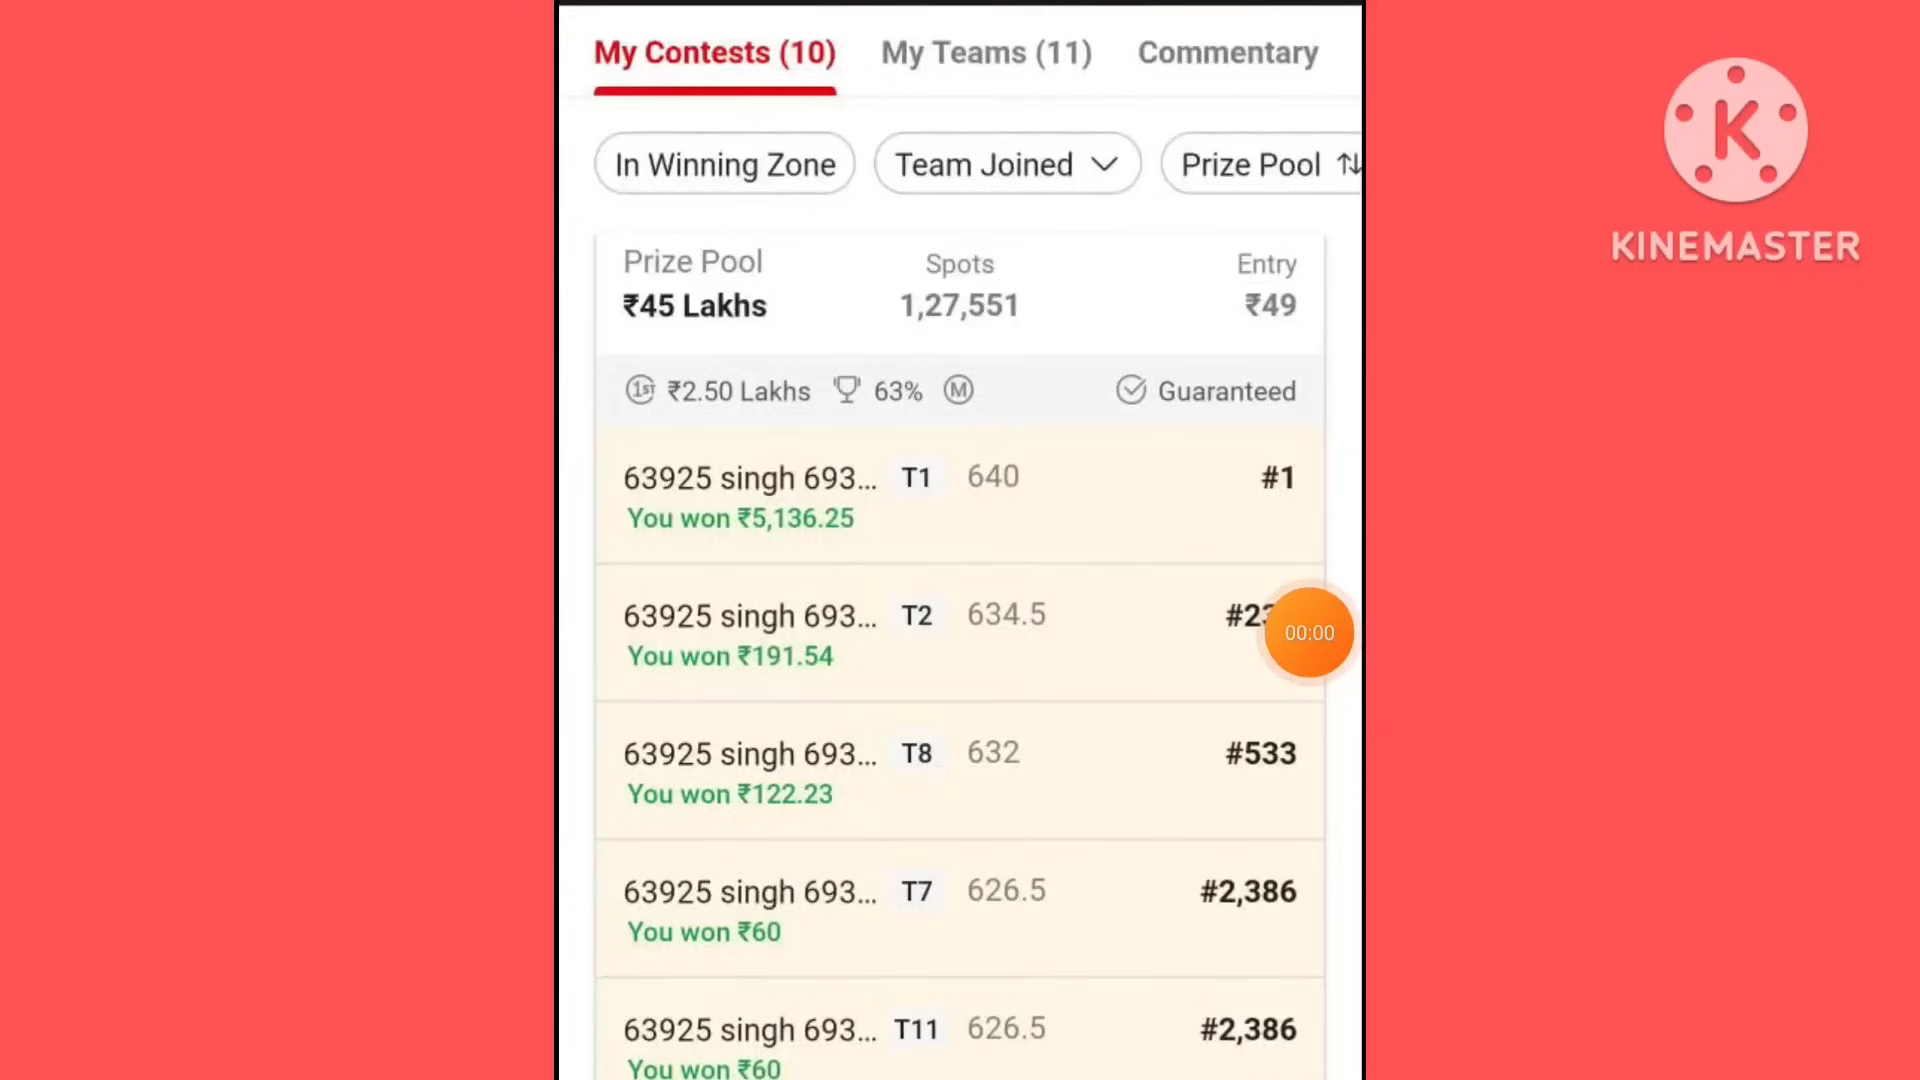 My Contests (10) My Teams (11) Commentary
In Winning Zone Team Joined Prize Pool
Prize Pool Spots Entry
₹45 Lakhs 1,27,551 ₹49
1ST ₹2.50 Lakhs 63% M Guaranteed
63925 singh 693... T1 640 #1
You won ₹5,136.25
63925 singh 693... T2 634.5
You won ₹191.54
00:00
63925 singh 693... T8 632 #533
You won ₹122.23
63925 singh 693... T7 626.5 #2,386
You won ₹60
63925 singh 693... T11 626.5 #2,386
You won ₹60
K
KINEMASTER